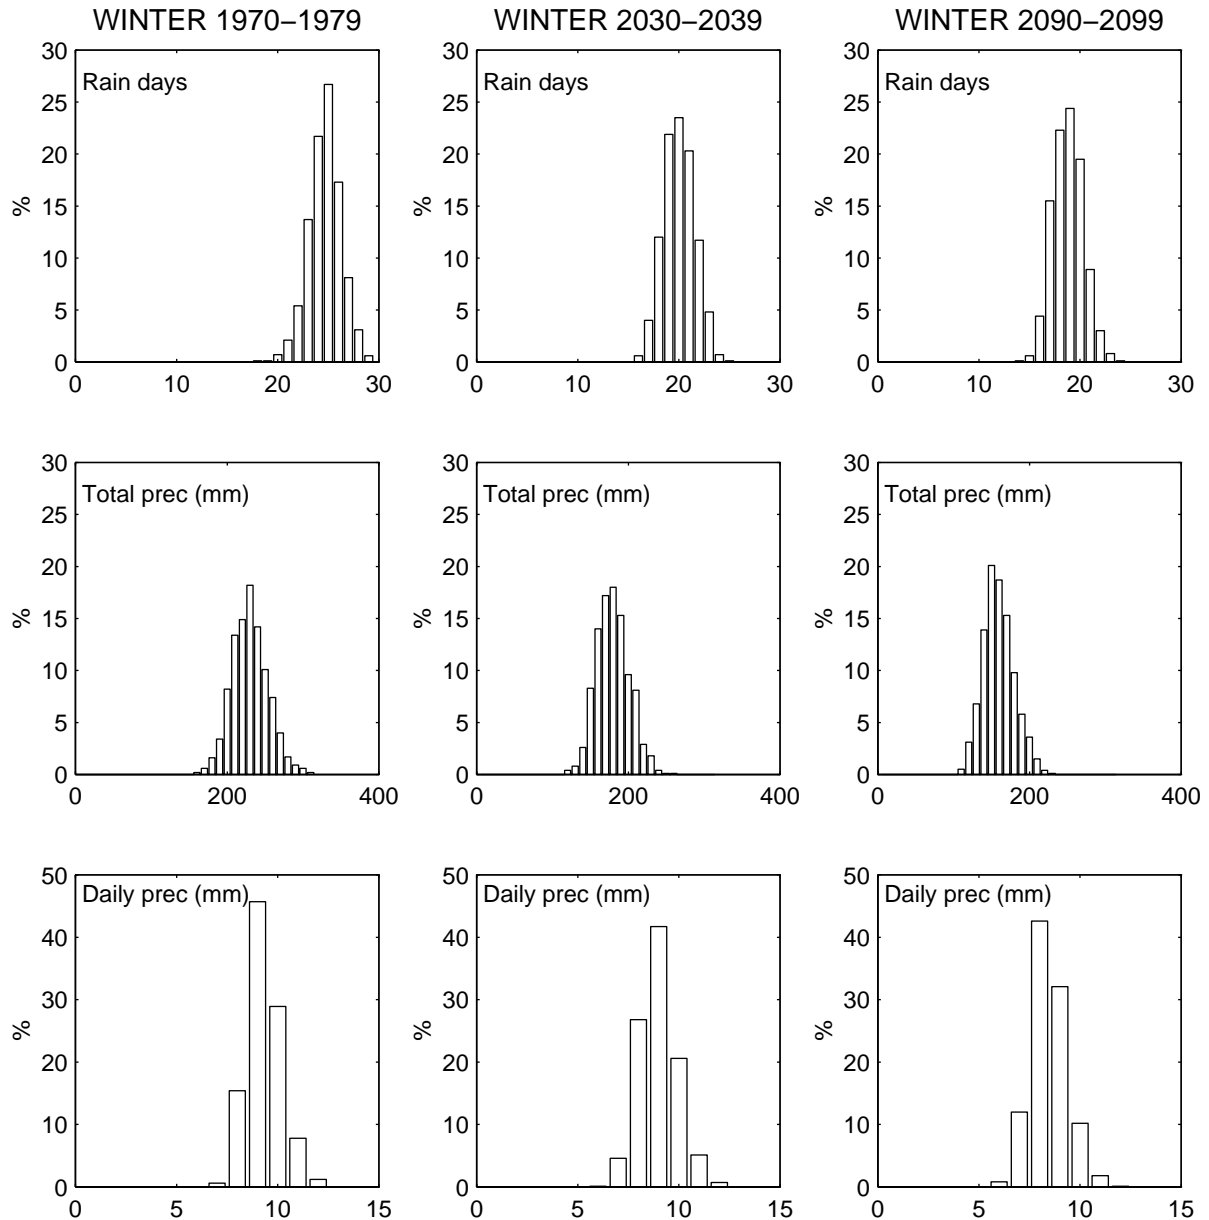 WINTER 1970−1979 WINTER 2030−2039 WINTER 2090−2099
30 30 30
Rain days Rain days Rain days
25 25 25
20 20 20
% % %
15 15 15
10 10 10
5 5 5
0 0 0
0 10 20 30 0 10 20 30 0 10 20 30
30 30 30
Total prec (mm) Total prec (mm) Total prec (mm)
25 25 25
20 20 20
% % %
15 15 15
10 10 10
5 5 5
0 0 0
0 200 400 0 200 400 0 200 400
50 50 50
Daily prec (mm) Daily prec (mm) Daily prec (mm)
40 40 40
30 30 30
% % %
20 20 20
10 10 10
0 0 0
0 5 10 15 0 5 10 15 0 5 10 15